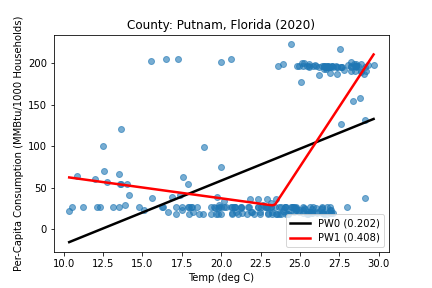 County: Putnam, Florida (2020)
Per-Capita Consumption (MMBtu/1000 Households)
200
150
100
50
0
10.0 12.5 15.0 17.5 20.0 22.5 25.0 27.5 30.0
Temp (deg C)
PW0 (0.202)
PW1 (0.408)